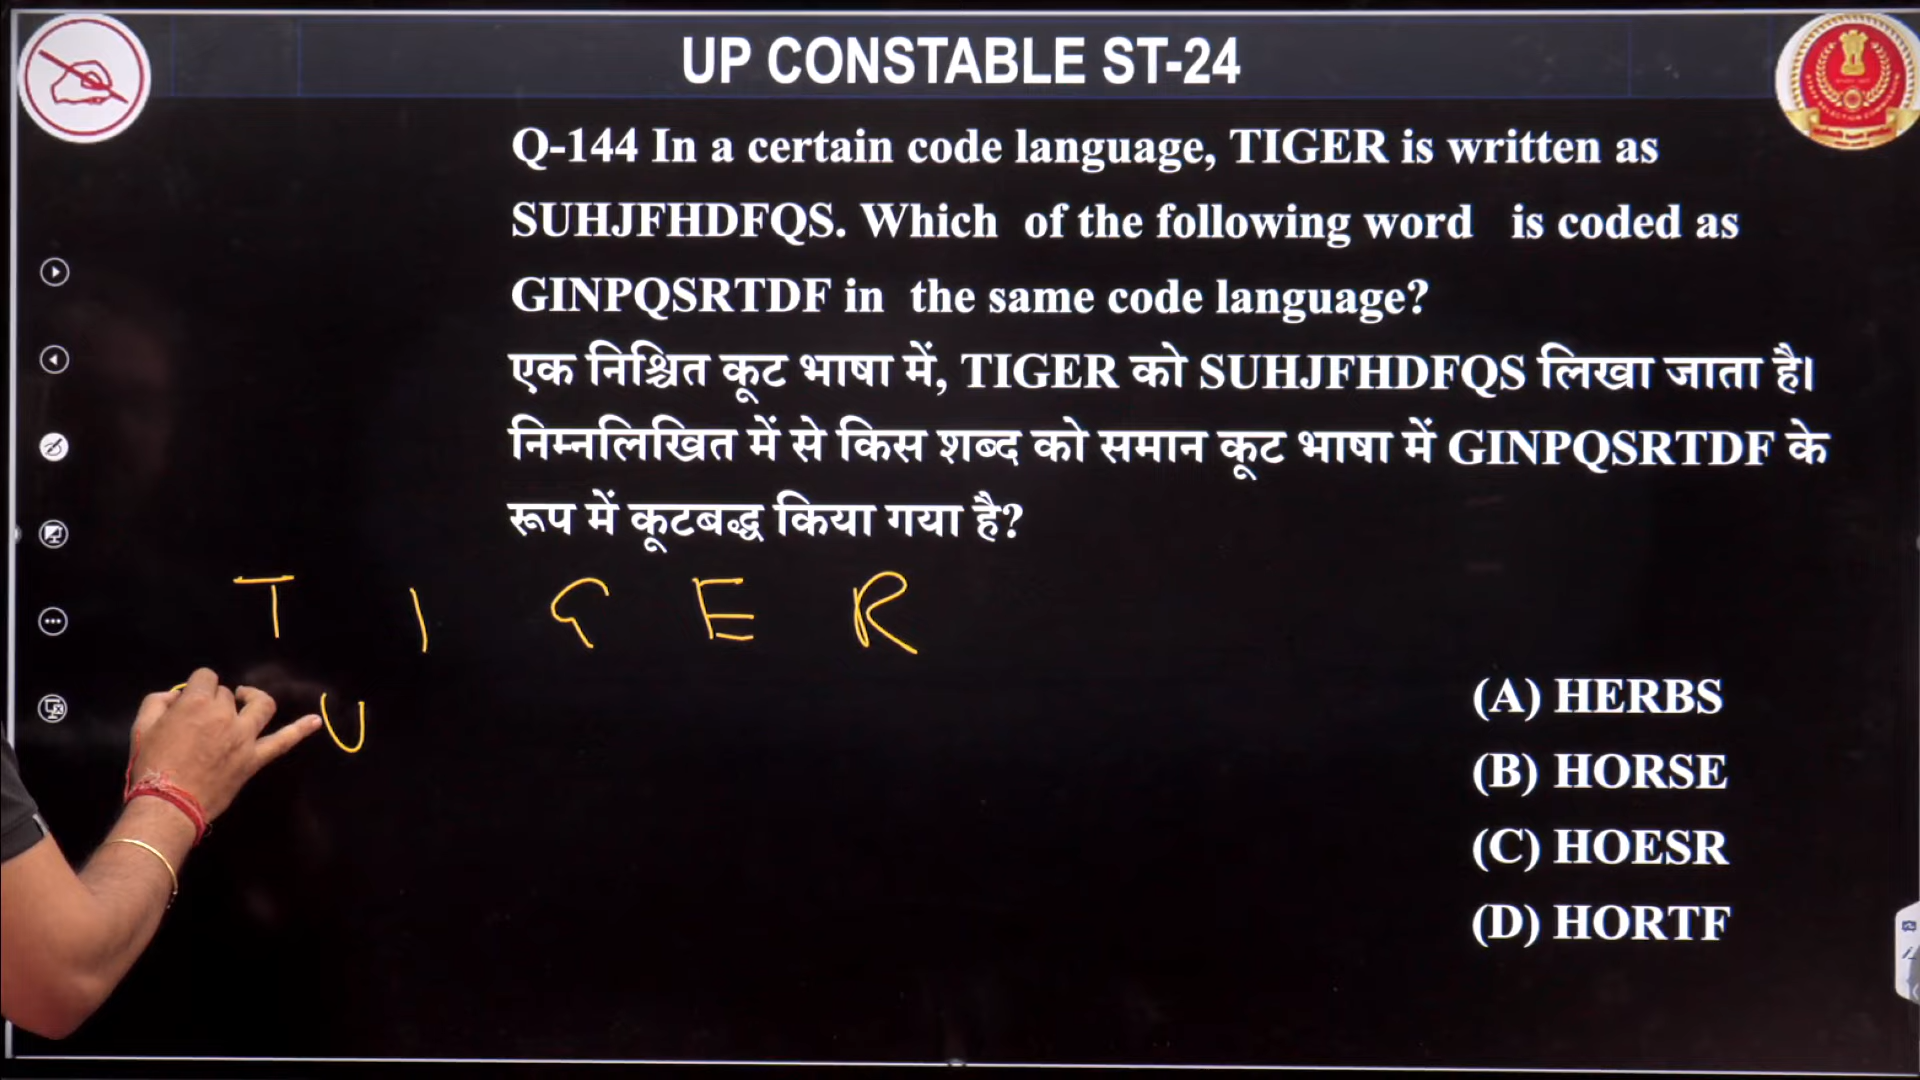 UP CONSTABLE ST-24
Q-144 In a certain code language, TIGER is written as
SUHJFHDFQS. Which of the following word is coded as
GINPQSRTDF in the same code language?
एक निश्चित कूट भाषा में, TIGER को SUHJFHDFQS लिखा जाता है।
निम्नलिखित में से किस शब्द को समान कूट भाषा में GINPQSRTDF के
रूप में कूटबद्ध किया गया है?
T I G E R
U
(A) HERBS
(B) HORSE
(C) HOESR
(D) HORTF